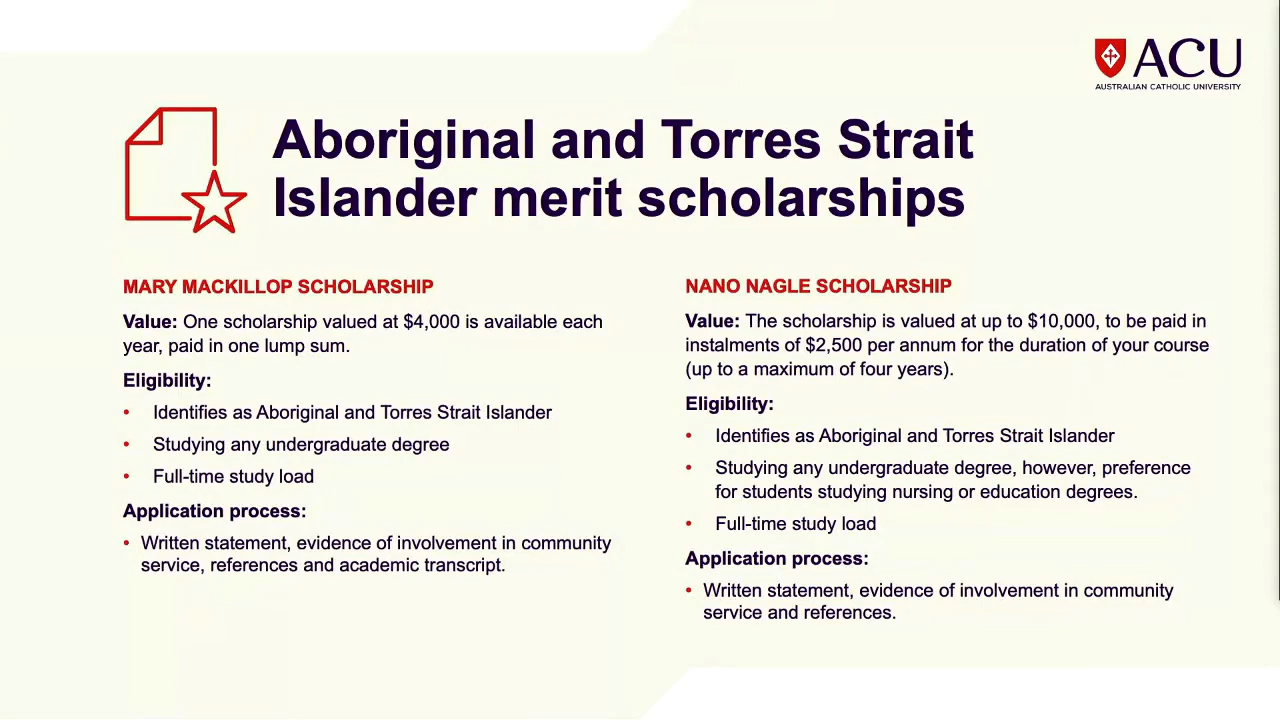 ACU
AUSTRALIAN CATHOLIC UNIVERSITY
Aboriginal and Torres Strait
Islander merit scholarships
MARY MACKILLOP SCHOLARSHIP
Value: One scholarship valued at $4,000 is available each
year, paid in one lump sum.
Eligibility:
• Identifies as Aboriginal and Torres Strait Islander
• Studying any undergraduate degree
• Full-time study load
Application process:
• Written statement, evidence of involvement in community
service, references and academic transcript.
NANO NAGLE SCHOLARSHIP
Value: The scholarship is valued at up to $10,000, to be paid in
instalments of $2,500 per annum for the duration of your course
(up to a maximum of four years).
Eligibility:
• Identifies as Aboriginal and Torres Strait Islander
• Studying any undergraduate degree, however, preference
for students studying nursing or education degrees.
• Full-time study load
Application process:
• Written statement, evidence of involvement in community
service and references.